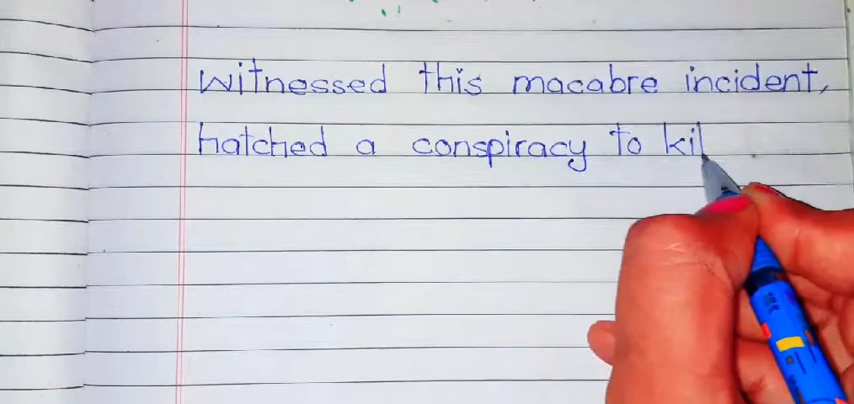 witnessed this macabre incident,
hatched a conspiracy to kil